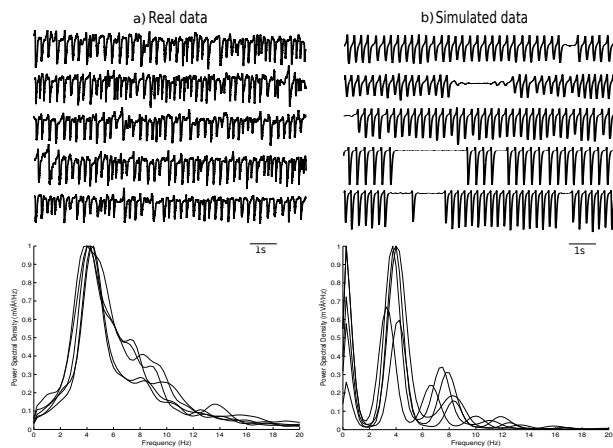 a) Real data
b) Simulated data
1s
1s
Power Spectral Density (mVÂ²/Hz)
1
0.9
0.8
0.7
0.6
0.5
0.4
0.3
0.2
0.1
0
0 2 4 6 8 10 12 14 16 18 20
Frequency (Hz)
Power Spectral Density (mVÂ²/Hz)
1
0.9
0.8
0.7
0.6
0.5
0.4
0.3
0.2
0.1
0
0 2 4 6 8 10 12 14 16 18 20
Frequency (Hz)